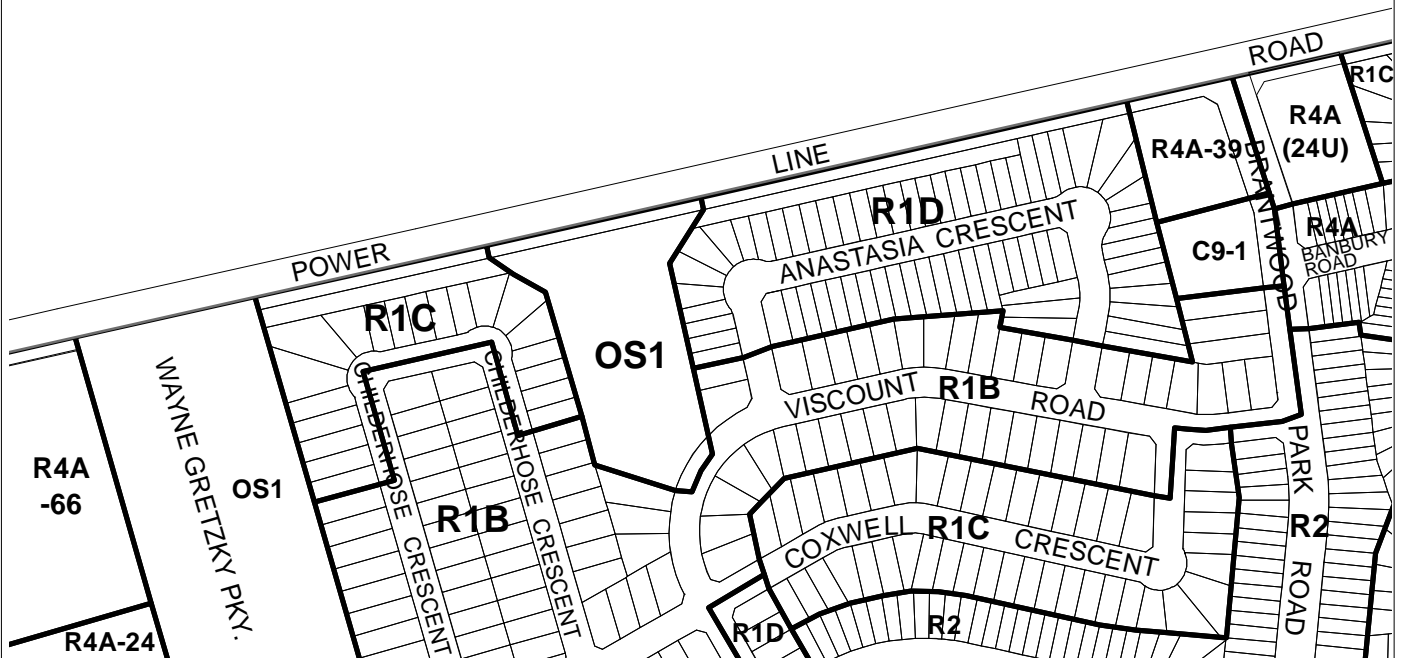 ROAD
R1C
R4A
(24U)
R4A-39
LINE
BRANTWOOD
R1D
ANASTASIA CRESCENT
R4A
BANBURY
ROAD
C9-1
POWER
R1C
OS1
CHILDERHOSE CRESCENT
CHILDERHOSE CRESCENT
WAYNE GRETZKY PKY.
VISCOUNT ROAD
R1B
R4A
-66
OS1
R1B
PARK ROAD
R2
COXWELL CRESCENT
R1C
R4A-24
R1D
R2